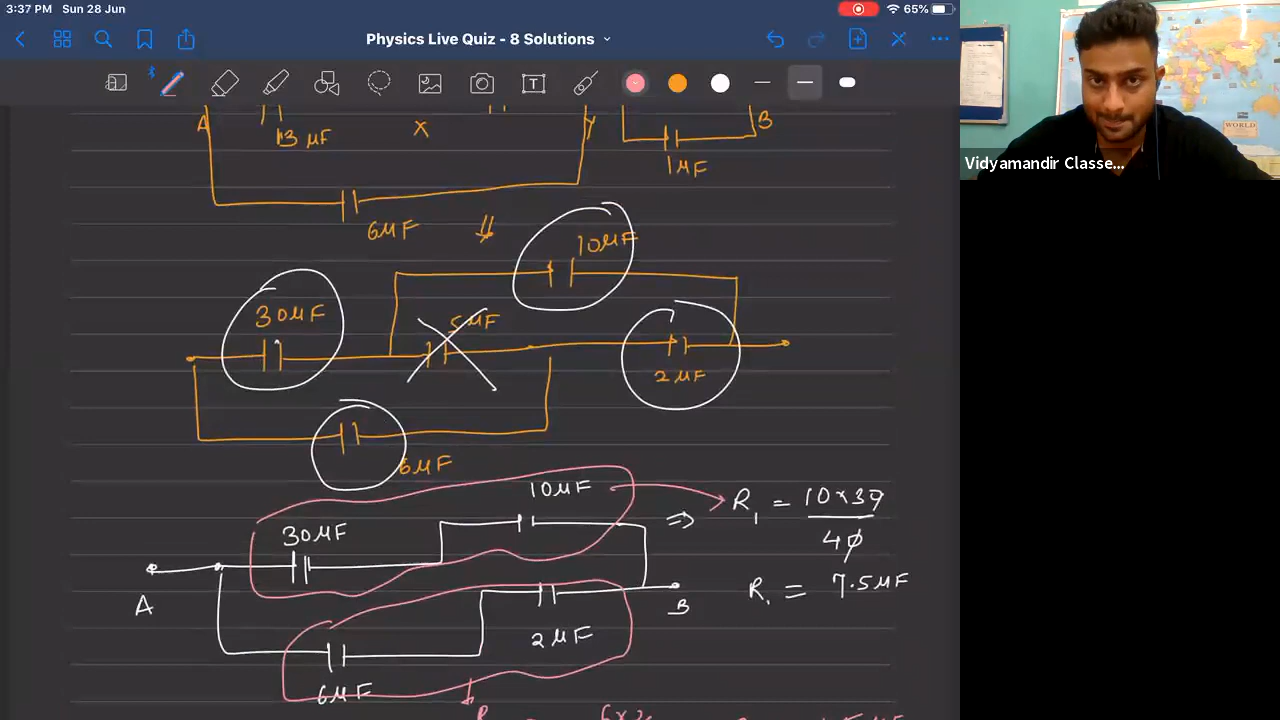 3:37 PM Sun 28 Jun
65%
Physics Live Quiz - 8 Solutions
T
A
13 μF
X
Y
B
1μF
WORLD
Vidyamandir Classe...
6μF
⇓
10μF
30μF
5μF
2μF
6μF
10μF
⇒ R₁ = 10×30
40
30μF
R₁ = 7.5μF
A
B
2μF
6μF